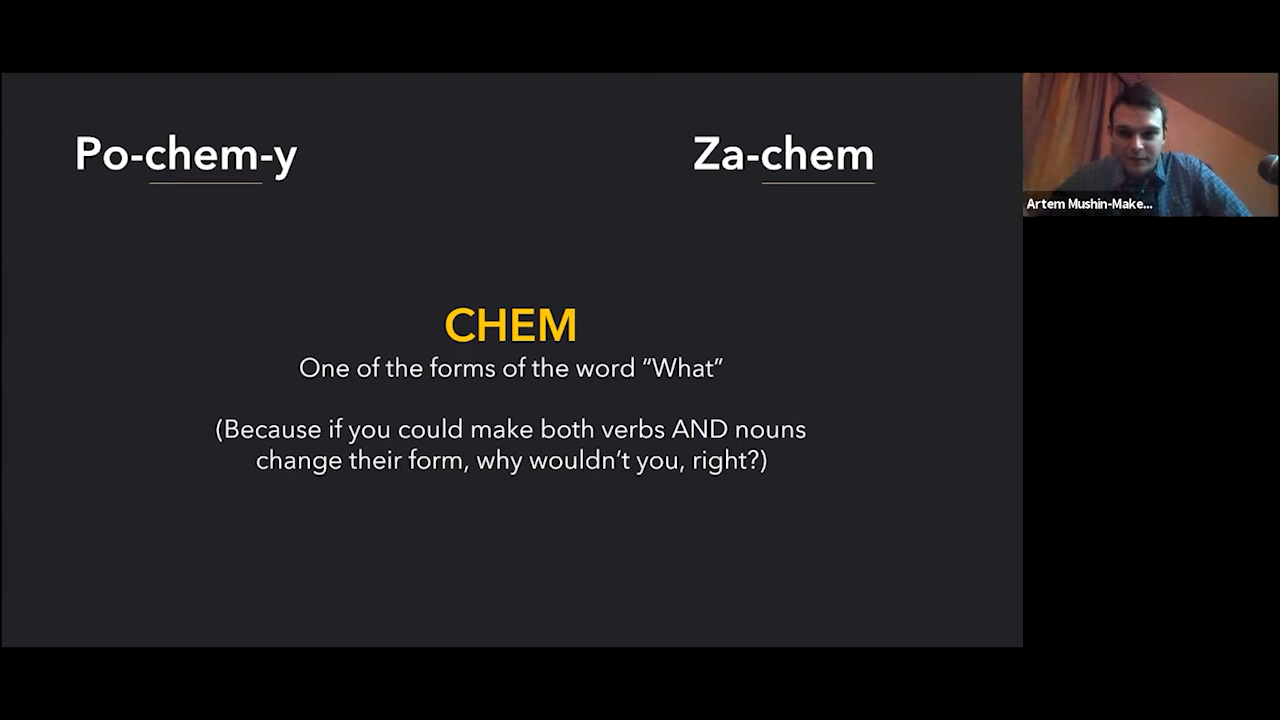 Po-chem-y
Za-chem
Artem Mushin-Make...
CHEM
One of the forms of the word “What”
(Because if you could make both verbs AND nouns
change their form, why wouldn’t you, right?)